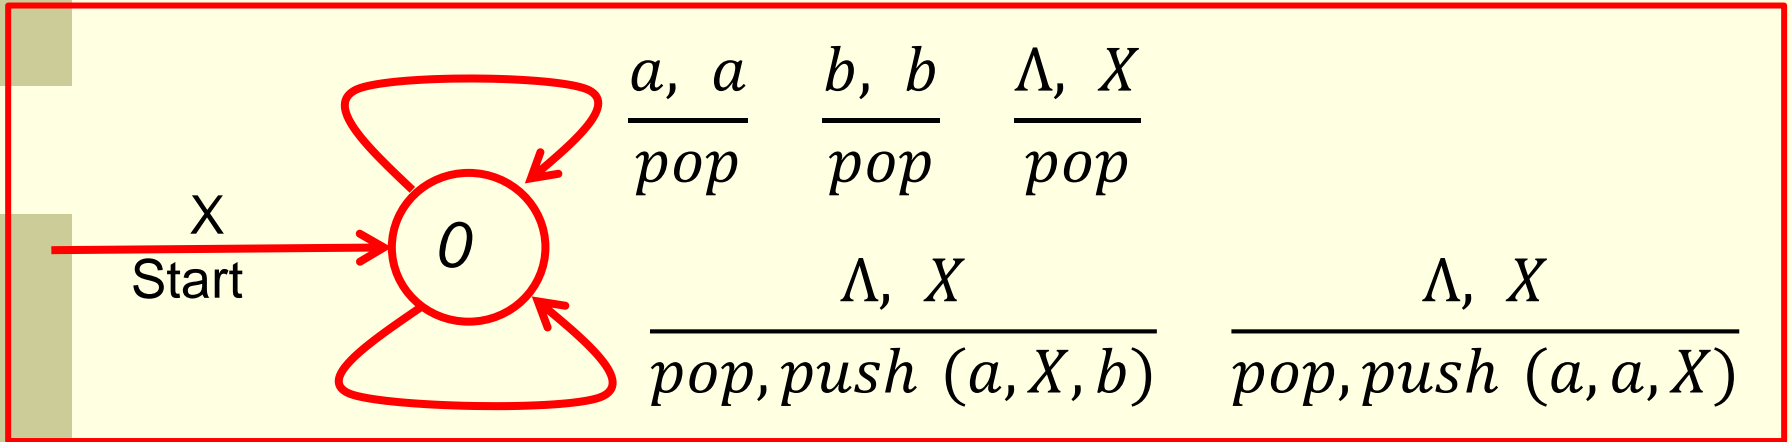 a, a   b, b   Λ, X
pop   pop   pop
X
Start
0
Λ, X   Λ, X
pop, push (a, X, b)   pop, push (a, a, X)